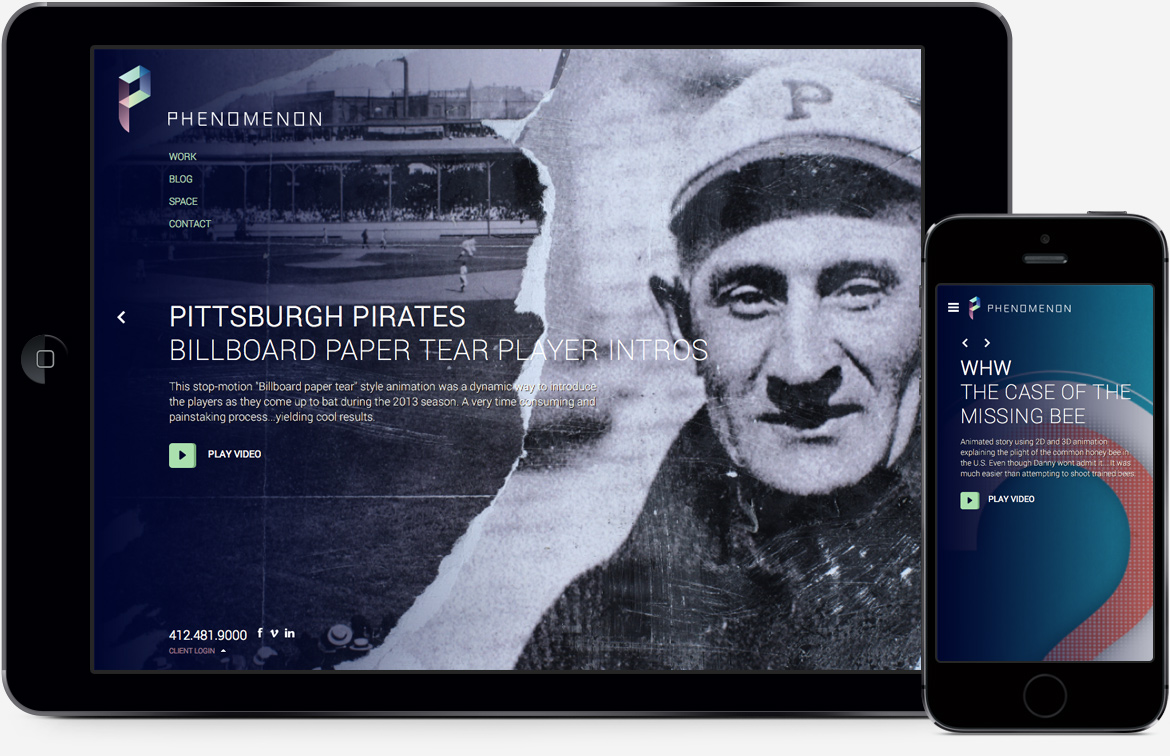 PHENOMENON
WORK
BLOG
SPACE
CONTACT
PITTSBURGH PIRATES
BILLBOARD PAPER TEAR PLAYER INTROS
This stop-motion "Billboard paper tear" style animation was a dynamic way to introduce
the players as they come up to bat during the 2013 season. A very time consuming and
painstaking process...yielding cool results.
PLAY VIDEO
412.481.9000
CLIENT LOGIN
P
PHENOMENON
WHW
THE CASE OF THE
MISSING BEE
Animated story using 2D and 3D animation
explaining the plight of the common honey bee in
the U.S. Even though Danny wont admit it... It was
much easier than attempting to shoot trained bees.
PLAY VIDEO